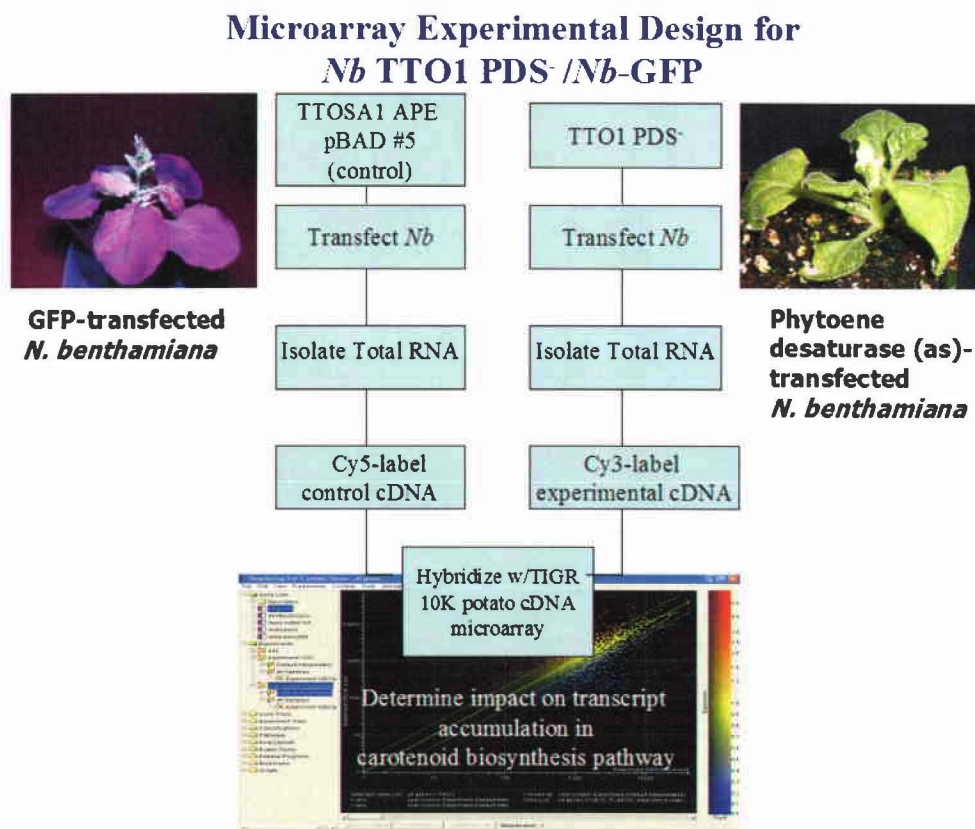 Microarray Experimental Design for
Nb TTO1 PDS- /Nb-GFP
TTOSA1 APE
pBAD #5
(control)
TTO1 PDS-
Transfect Nb
Transfect Nb
GFP-transfected
N. benthamiana
Phytoene
desaturase (as)-
transfected
N. benthamiana
Isolate Total RNA
Isolate Total RNA
Cy5-label
control cDNA
Cy3-label
experimental cDNA
Hybridize w/TIGR
10K potato cDNA
microarray
Determine impact on transcript
accumulation in
carotenoid biosynthesis pathway